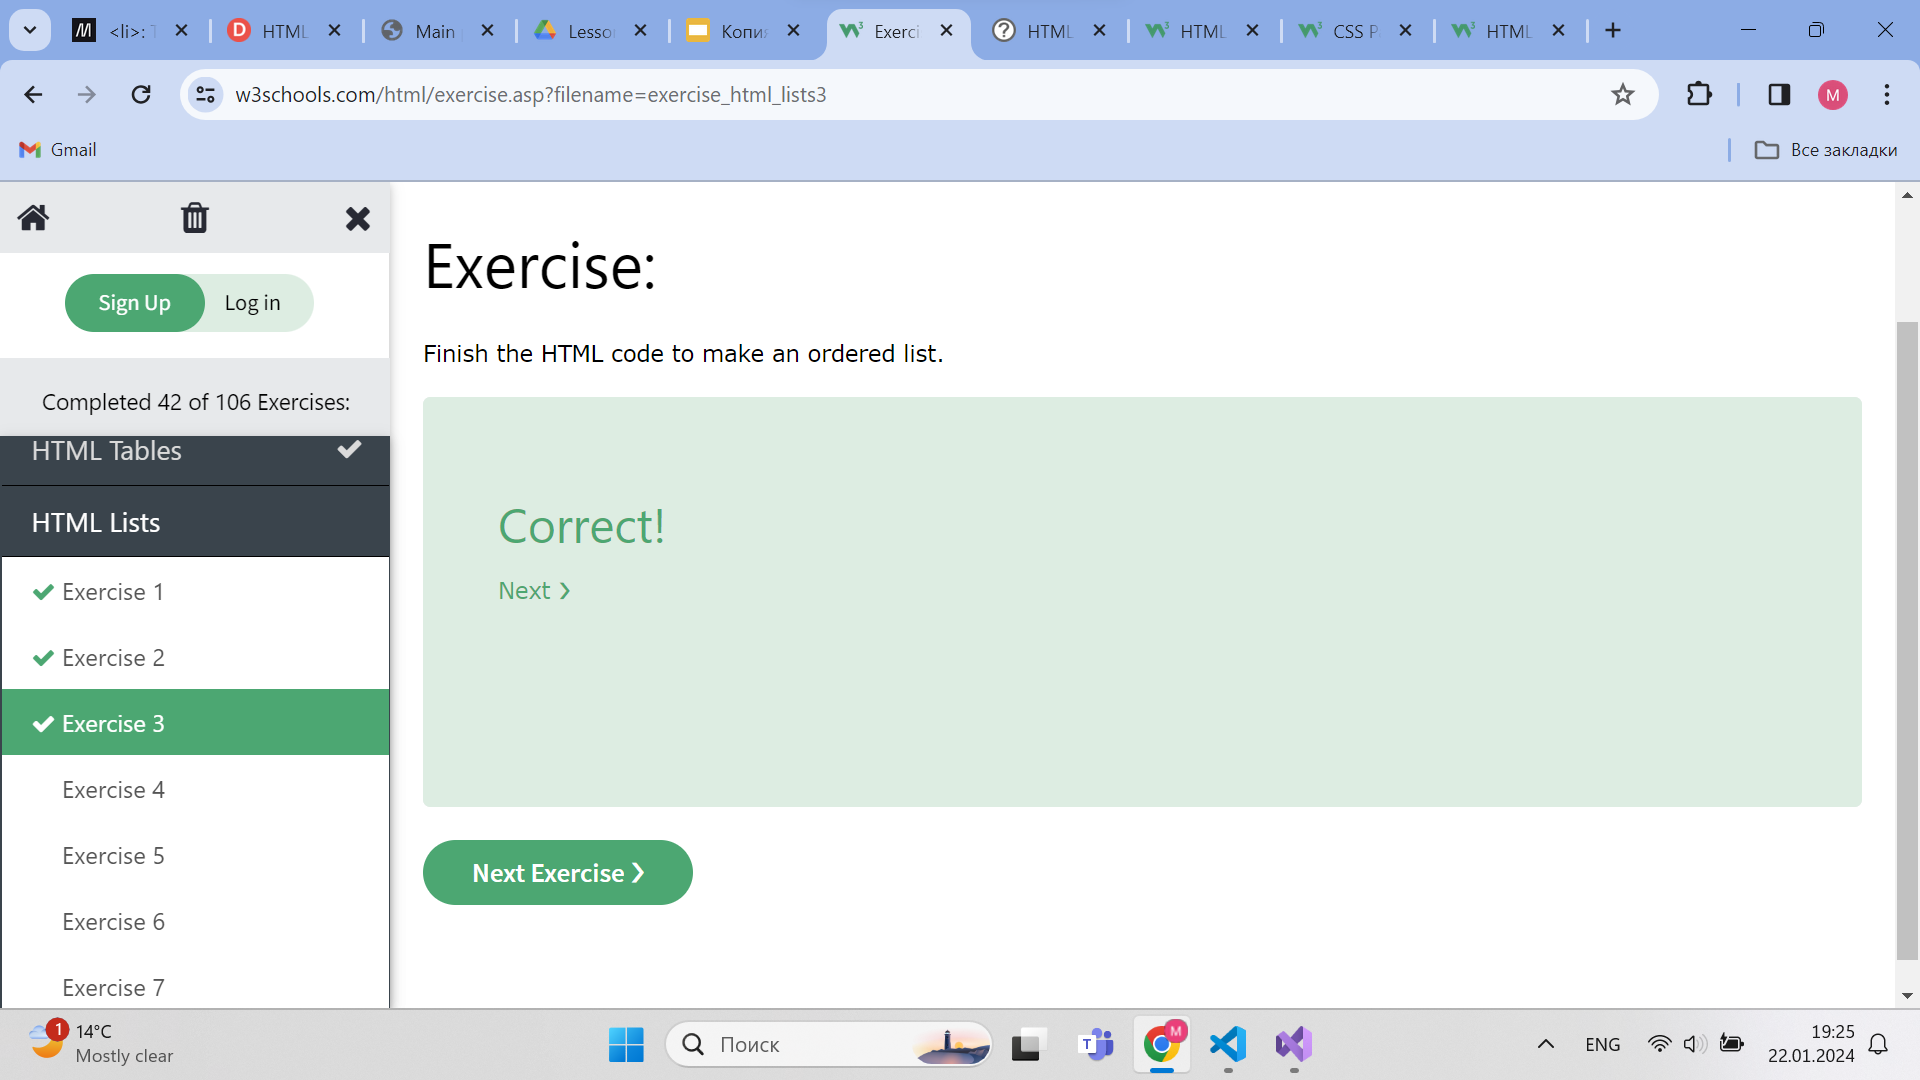 <li>: T
HTML
Main
Lesso
Копи
Exerci
HTML
HTML
CSS P
HTML
w3schools.com/html/exercise.asp?filename=exercise_html_lists3
M
Gmail
Все закладки
Sign Up
Log in
Completed 42 of 106 Exercises:
HTML Tables
HTML Lists
Exercise 1
Exercise 2
Exercise 3
Exercise 4
Exercise 5
Exercise 6
Exercise 7
Exercise:
Finish the HTML code to make an ordered list.
Correct!
Next ❯
Next Exercise ❯
1
14°C
Mostly clear
Поиск
ENG
19:25
22.01.2024